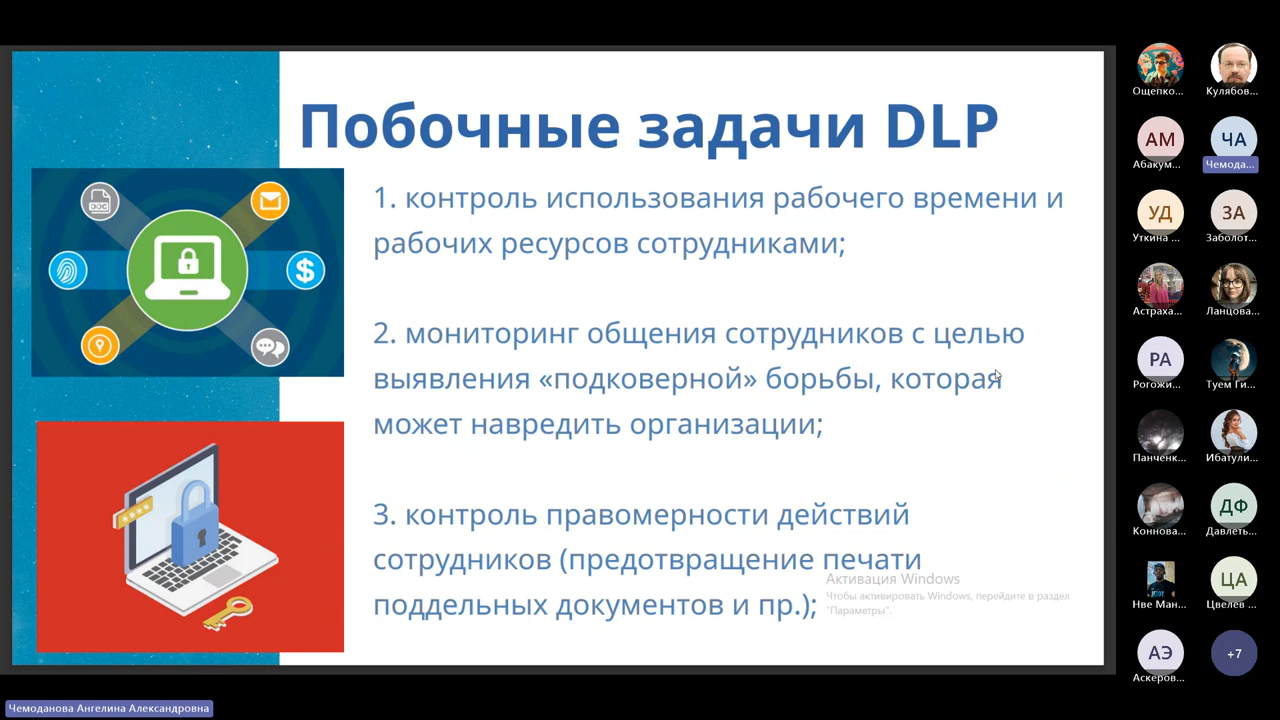 Побочные задачи DLP
1. контроль использования рабочего времени и
рабочих ресурсов сотрудниками;
2. мониторинг общения сотрудников с целью
выявления «подковерной» борьбы, которая
может навредить организации;
3. контроль правомерности действий
сотрудников (предотвращение печати
поддельных документов и пр.);
Активация Windows
Чтобы активировать Windows, перейдите в раздел
"Параметры".
DOC
$
****
Ощепко...
Кулябов...
АМ
Абакум...
ЧА
Чемода...
УД
Уткина ...
ЗА
Заболот...
Астраха...
Ланцова...
РА
Рогожи...
Туем Ги...
Панченк...
Ибатули...
Коннова...
ДФ
Давлеть...
Нве Ман...
ЦА
Цвелев ...
АЭ
Аскеров...
+7
Чемоданова Ангелина Александровна